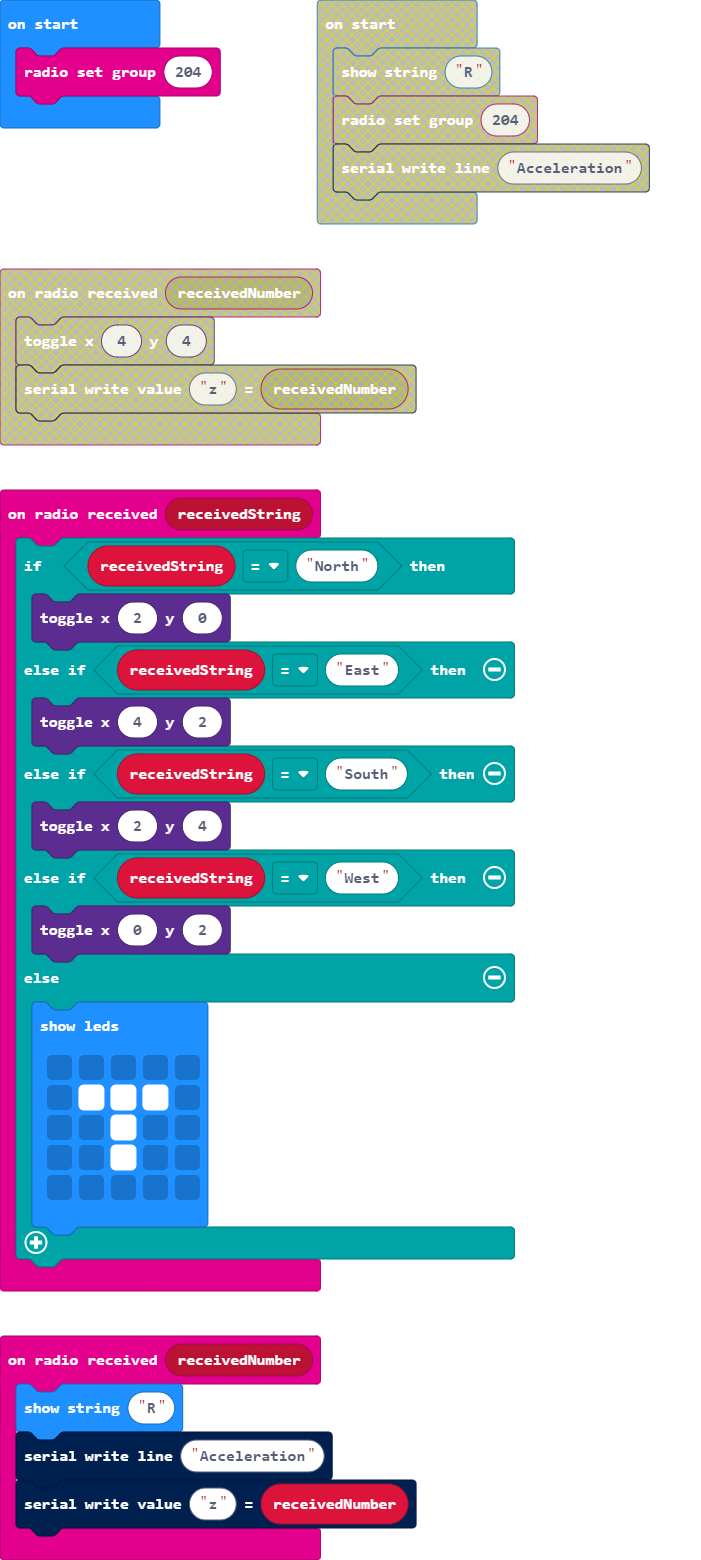 on start
radio set group 204
on start
show string "R"
radio set group 204
serial write line "Acceleration"
on radio received receivedNumber
toggle x 4 y 4
serial write value "z" = receivedNumber
on radio received receivedString
if receivedString = "North" then
toggle x 2 y 0
else if receivedString = "East" then
toggle x 4 y 2
else if receivedString = "South" then
toggle x 2 y 4
else if receivedString = "West" then
toggle x 0 y 2
else
show leds
on radio received receivedNumber
show string "R"
serial write line "Acceleration"
serial write value "z" = receivedNumber